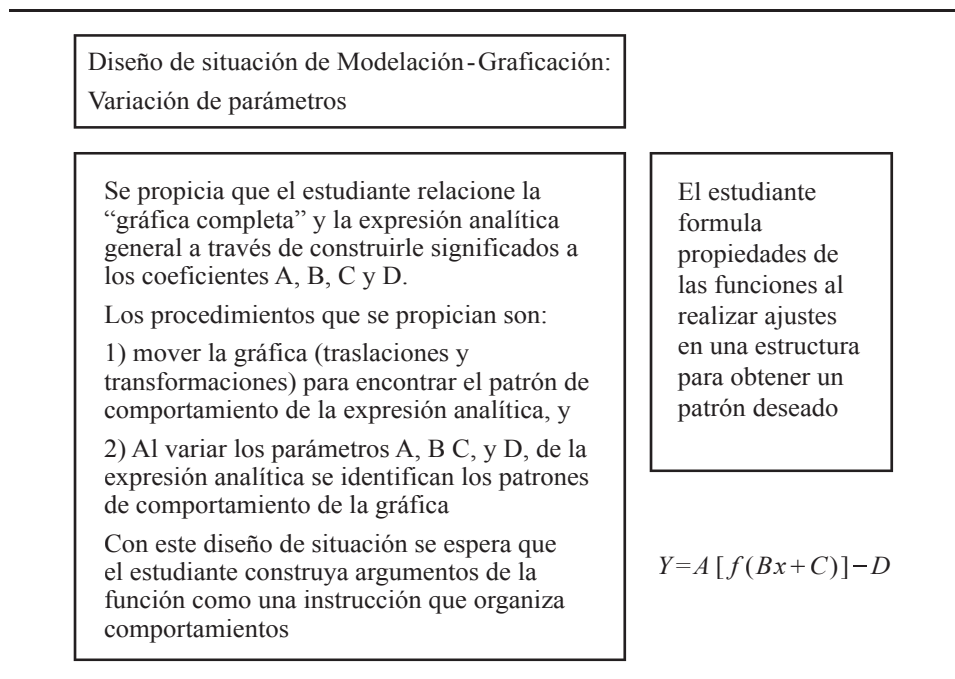 Diseño de situación de Modelación-Graficación:
Variación de parámetros
Se propicia que el estudiante relacione la
“gráfica completa” y la expresión analítica
general a través de construirle significados a
los coeficientes A, B, C y D.
Los procedimientos que se propician son:
1) mover la gráfica (traslaciones y
transformaciones) para encontrar el patrón de
comportamiento de la expresión analítica, y
2) Al variar los parámetros A, B C, y D, de la
expresión analítica se identifican los patrones
de comportamiento de la gráfica
Con este diseño de situación se espera que
el estudiante construya argumentos de la
función como una instrucción que organiza
comportamientos
El estudiante
formula
propiedades de
las funciones al
realizar ajustes
en una estructura
para obtener un
patrón deseado
Y=A[f(Bx+C)]−D